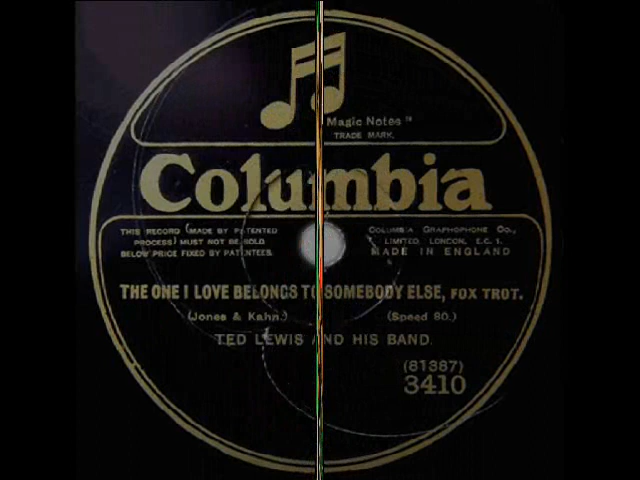 Magic Notes"
TRADE MARK.
Columbia
THIS RECORD (MADE BY PATENTED
PROCESS) MUST NOT BE SOLD
BELOW PRICE FIXED BY PATENTEES.
COLUMBIA GRAPHOPHONE CO.,
LIMITED, LONDON, E.C. 1.
MADE IN ENGLAND
THE ONE I LOVE BELONGS TO SOMEBODY ELSE, FOX TROT.
(Jones & Kahn.) (Speed 80.)
TED LEWIS AND HIS BAND.
(81387)
3410